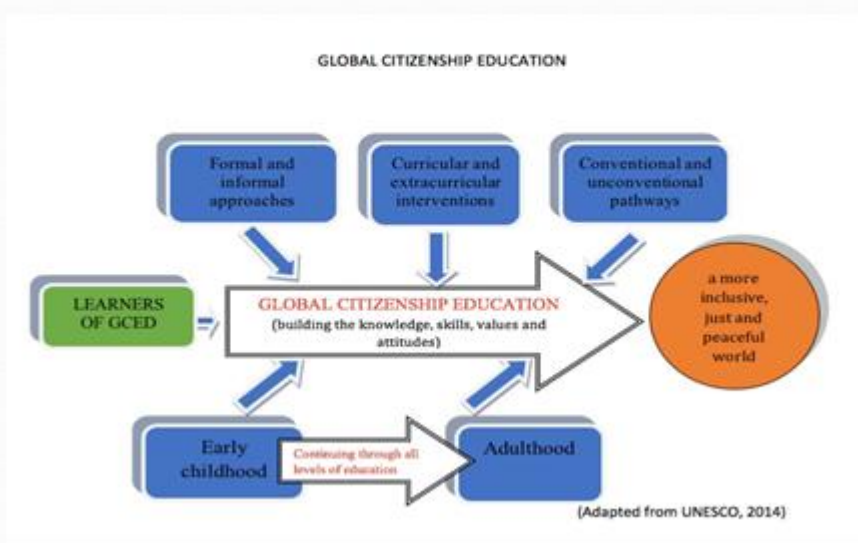 GLOBAL CITIZENSHIP EDUCATION
Formal and
informal
approaches
Curricular and
extracurricular
interventions
Conventional and
unconventional
pathways
LEARNERS
OF GCED
GLOBAL CITIZENSHIP EDUCATION
(building the knowledge, skills, values and
attitudes)
a more
inclusive,
just and
peaceful
world
Early
childhood
Continuing through all
levels of education
Adulthood
(Adapted from UNESCO, 2014)